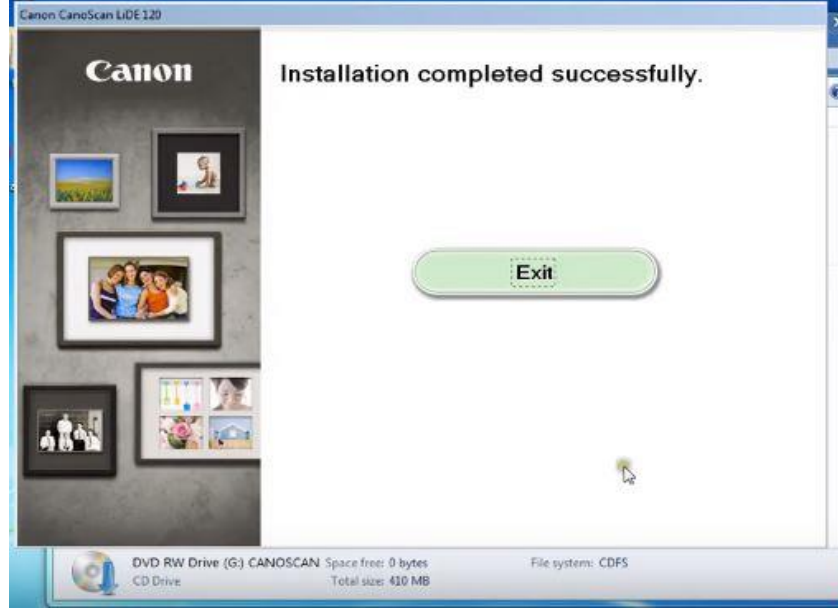 Canon CanoScan LiDE 120
Canon
Installation completed successfully.
Exit
DVD RW Drive (G:) CANOSCAN Space free: 0 bytes File system: CDFS
CD Drive Total size: 410 MB